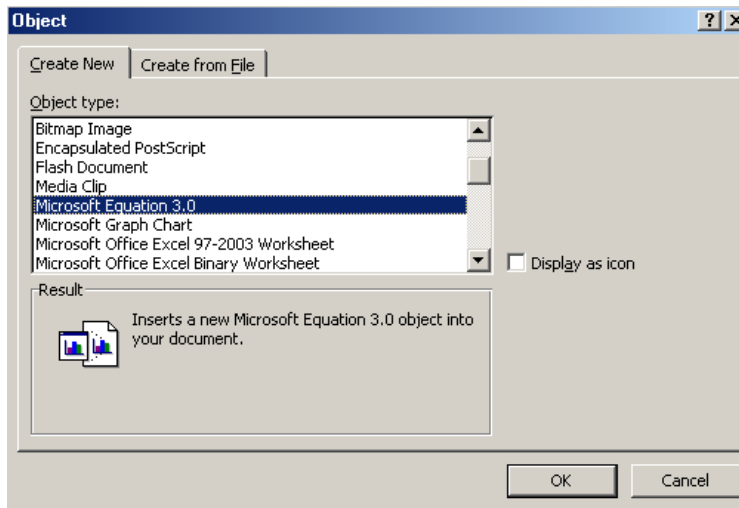 Object
Create New
Create from File
Object type:
Bitmap Image
Encapsulated PostScript
Flash Document
Media Clip
Microsoft Equation 3.0
Microsoft Graph Chart
Microsoft Office Excel 97-2003 Worksheet
Microsoft Office Excel Binary Worksheet
Display as icon
Result
Inserts a new Microsoft Equation 3.0 object into
your document.
OK
Cancel